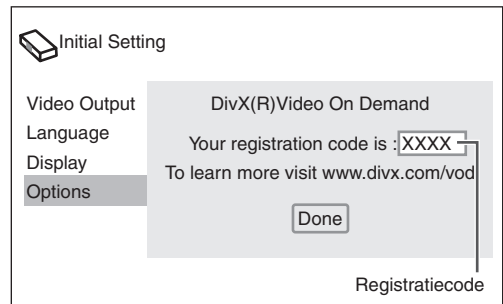 Initial Setting
Video Output
Language
Display
Options
DivX(R)Video On Demand
Your registration code is : XXXX
To learn more visit www.divx.com/vod
Done
Registratiecode